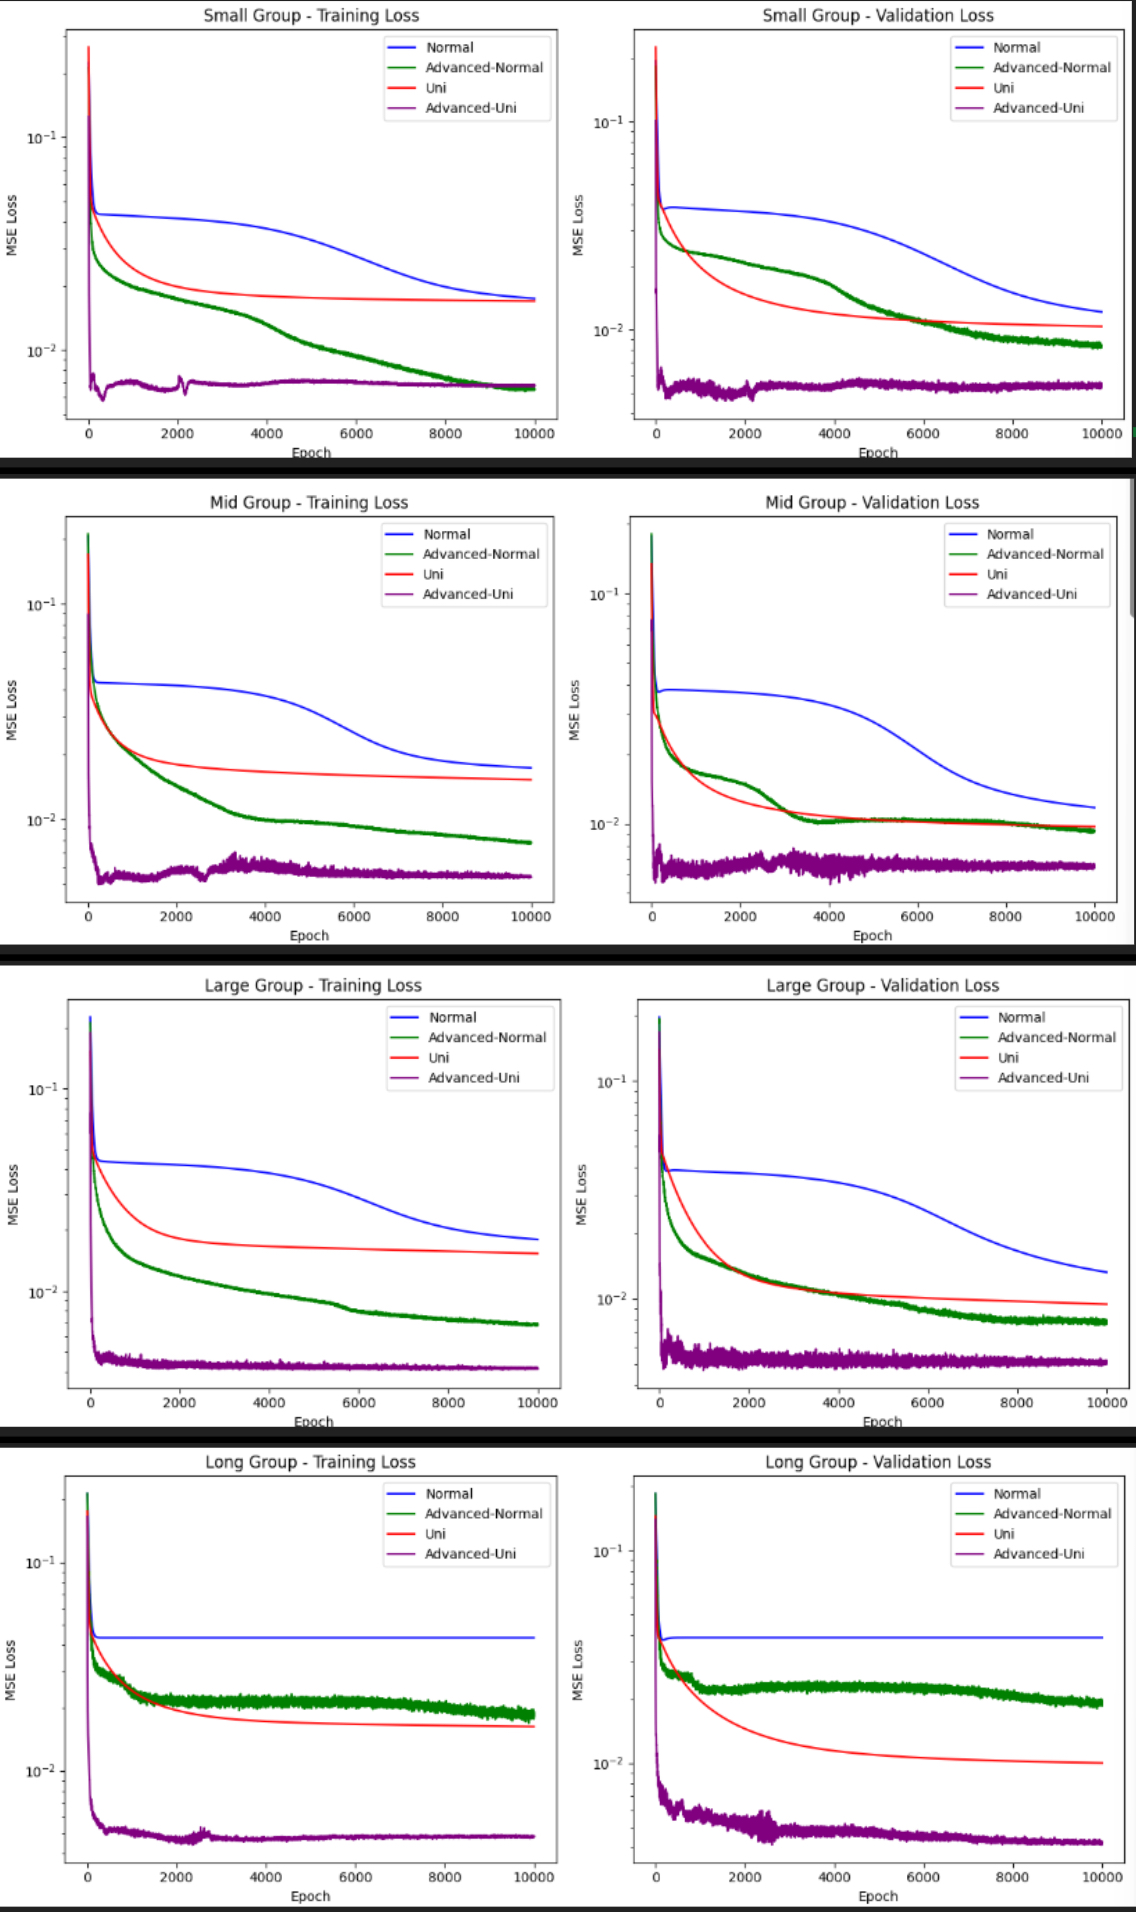 Small Group - Training Loss
Normal
Advanced-Normal
Uni
Advanced-Uni
10⁻¹
10⁻²
MSE Loss
0 2000 4000 6000 8000 10000
Epoch
Small Group - Validation Loss
Normal
Advanced-Normal
Uni
Advanced-Uni
10⁻¹
10⁻²
MSE Loss
0 2000 4000 6000 8000 10000
Epoch
Mid Group - Training Loss
Normal
Advanced-Normal
Uni
Advanced-Uni
10⁻¹
10⁻²
MSE Loss
0 2000 4000 6000 8000 10000
Epoch
Mid Group - Validation Loss
Normal
Advanced-Normal
Uni
Advanced-Uni
10⁻¹
10⁻²
MSE Loss
0 2000 4000 6000 8000 10000
Epoch
Large Group - Training Loss
Normal
Advanced-Normal
Uni
Advanced-Uni
10⁻¹
10⁻²
MSE Loss
0 2000 4000 6000 8000 10000
Epoch
Large Group - Validation Loss
Normal
Advanced-Normal
Uni
Advanced-Uni
10⁻¹
10⁻²
MSE Loss
0 2000 4000 6000 8000 10000
Epoch
Long Group - Training Loss
Normal
Advanced-Normal
Uni
Advanced-Uni
10⁻¹
10⁻²
MSE Loss
0 2000 4000 6000 8000 10000
Epoch
Long Group - Validation Loss
Normal
Advanced-Normal
Uni
Advanced-Uni
10⁻¹
10⁻²
MSE Loss
0 2000 4000 6000 8000 10000
Epoch